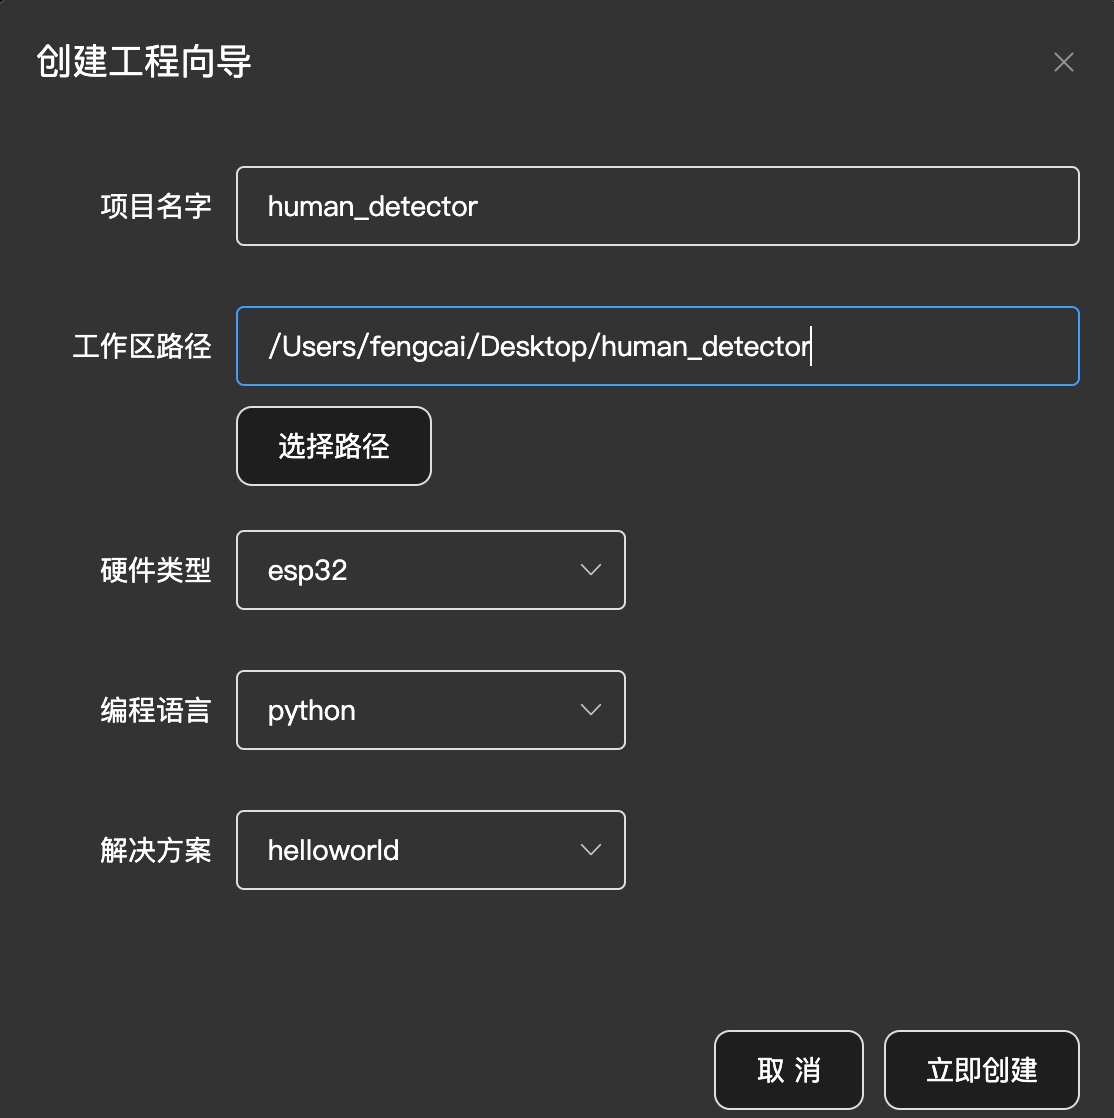 创建工程向导
项目名字 human_detector
工作区路径 /Users/fengcai/Desktop/human_detector
选择路径
硬件类型 esp32
编程语言 python
解决方案 helloworld
取 消 立即创建